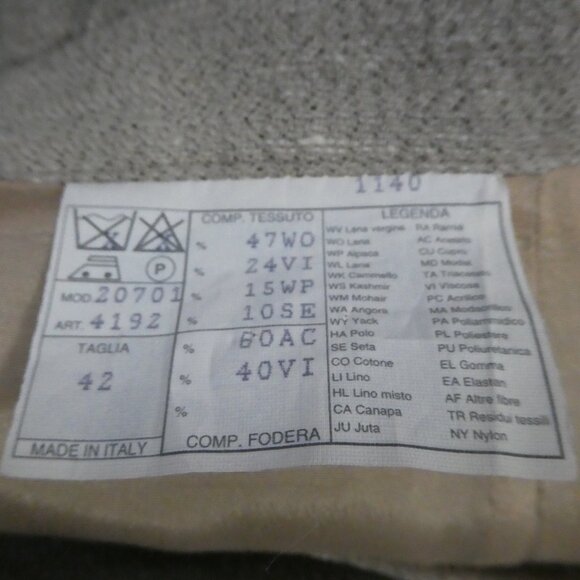 1140
COMP. TESSUTO
% 47WO
% 24VI
% 15WP
% 10SE
60AC
% 40VI
%
COMP. FODERA
P
MOD. 20701
ART. 4192
TAGLIA
42
MADE IN ITALY
LEGENDA
WV Lana vergine
WO Lana
WP Alpaca
WL Lama
WK Cammello
WS Kashmir
WM Mohair
WA Angora
WY Yack
HA Polo
SE Seta
CO Cotone
LI Lino
HL Lino misto
CA Canapa
JU Juta
RA Ramia
AC Acetato
CU Cupro
MD Modal
TA Triacetato
VI Viscosa
PC Acrilico
MA Modacrilico
PA Poliammidico
PL Poliestere
PU Poliuretanica
EL Gomma
EA Elastan
AF Altre fibre
TR Residui tessili
NY Nylon